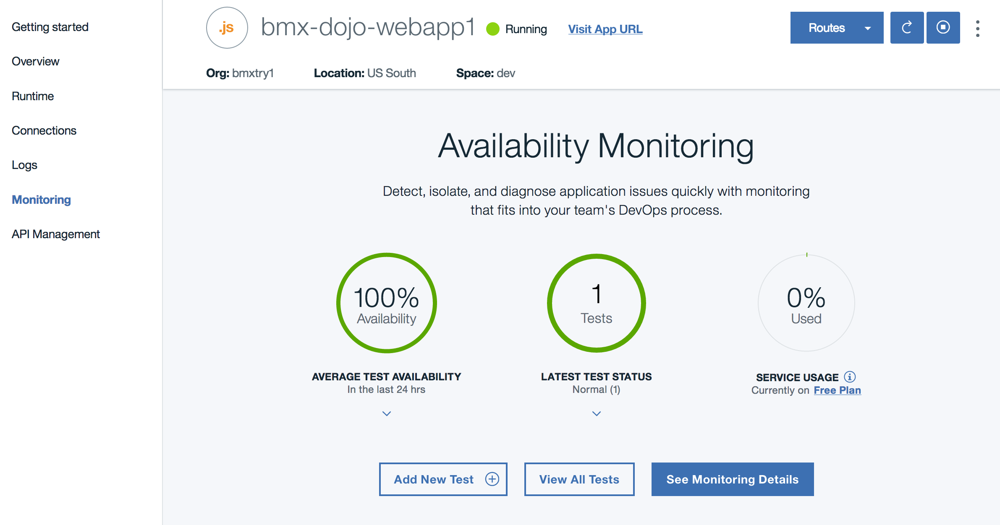 Getting started
Overview
Runtime
Connections
Logs
Monitoring
API Management
.js
bmx-dojo-webapp1
Running
Visit App URL
Routes
Org: bmxtry1
Location: US South
Space: dev
Availability Monitoring
Detect, isolate, and diagnose application issues quickly with monitoring
that fits into your team's DevOps process.
100%
Availability
AVERAGE TEST AVAILABILITY
In the last 24 hrs
1
Tests
LATEST TEST STATUS
Normal (1)
0%
Used
SERVICE USAGE
Currently on Free Plan
Add New Test
View All Tests
See Monitoring Details